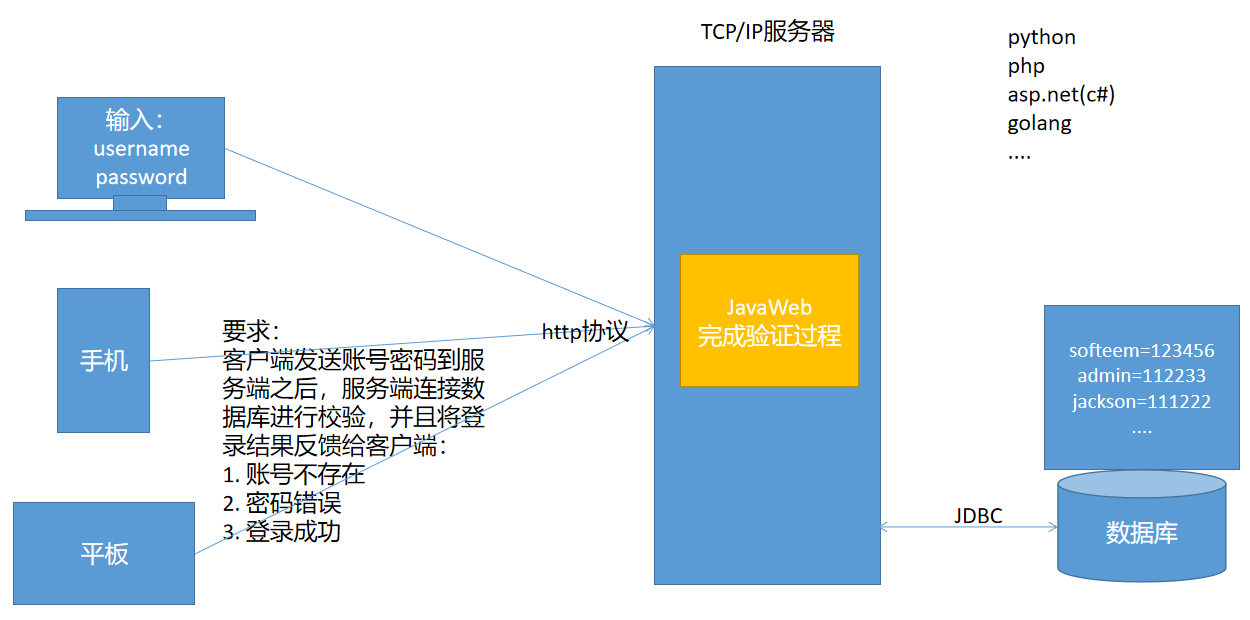 TCP/IP服务器
python
php
asp.net(c#)
golang
....
输入：
username
password
手机
平板
要求：
客户端发送账号密码到服
务端之后，服务端连接数
据库进行校验，并且将登
录结果反馈给客户端：
1. 账号不存在
2. 密码错误
3. 登录成功
http协议
JavaWeb
完成验证过程
softeem=123456
admin=112233
jackson=111222
....
JDBC
数据库